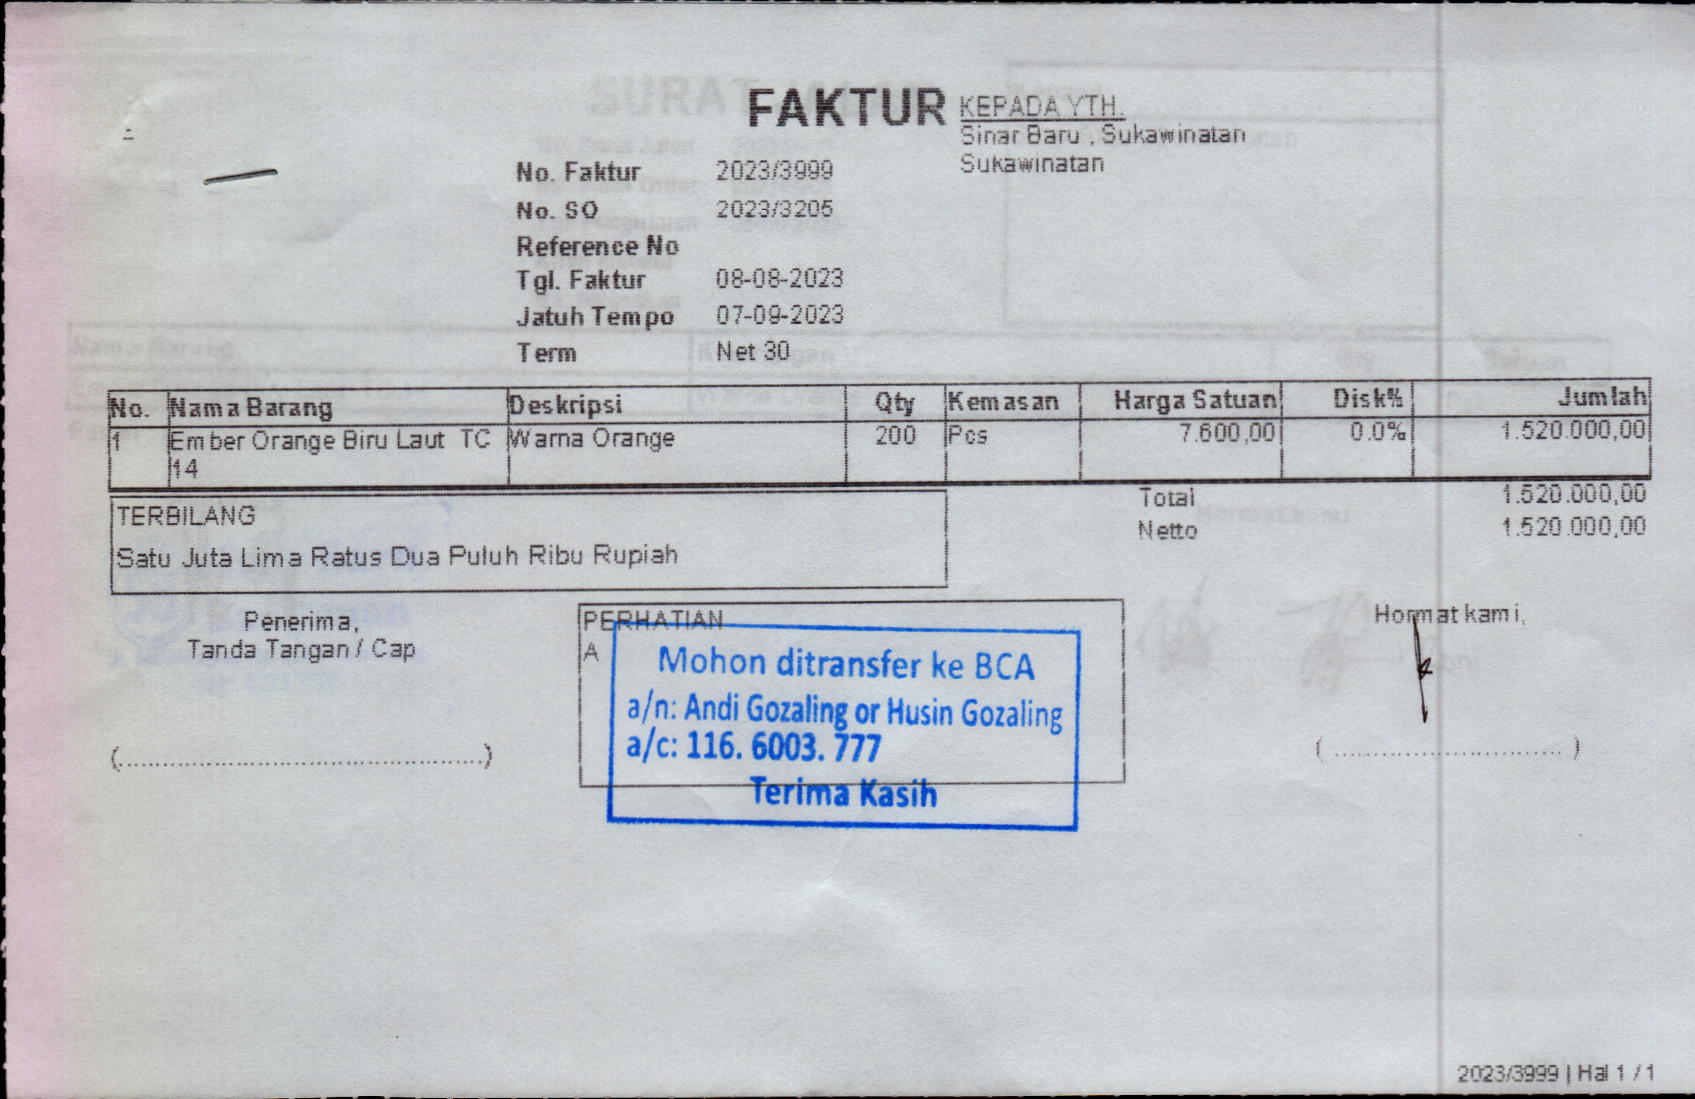 FAKTUR
KEPADA YTH.
Sinar Baru , Sukawinatan
Sukawinatan
No. Faktur 2023/3999
No. SO 2023/3205
Reference No
Tgl. Faktur 08-08-2023
Jatuh Tempo 07-09-2023
Term Net 30
No. Nama Barang Deskripsi Qty Kemasan Harga Satuan Disk% Jumlah
1 Ember Orange Biru Laut TC Warna Orange 200 Pcs 7.600,00 0.0% 1.520.000,00
14
Total 1.520.000,00
Netto 1.520.000,00
TERBILANG
Satu Juta Lima Ratus Dua Puluh Ribu Rupiah
Penerima,
Tanda Tangan / Cap
(................................................)
PERHATIAN
A
Mohon ditransfer ke BCA
a/n: Andi Gozaling or Husin Gozaling
a/c: 116. 6003. 777
Terima Kasih
Hormat kami,
( ............................. )
2023/3999 | Hal 1 / 1